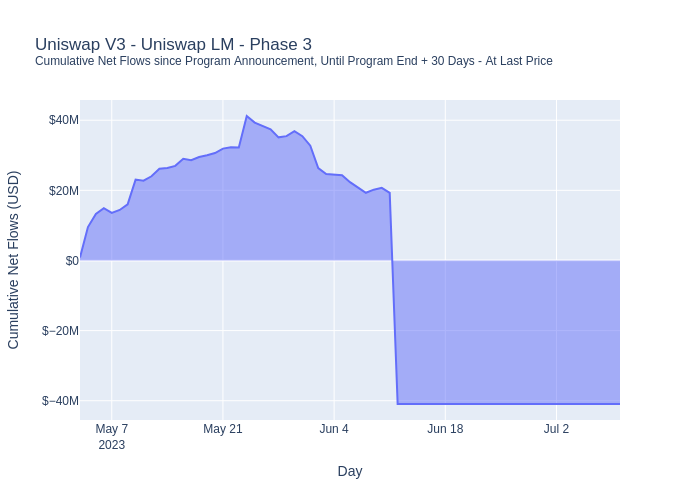 Uniswap V3 - Uniswap LM - Phase 3
Cumulative Net Flows since Program Announcement, Until Program End + 30 Days - At Last Price
Cumulative Net Flows (USD)
$40M
$20M
$0
$−20M
$−40M
May 7
2023
May 21
Jun 4
Jun 18
Jul 2
Day